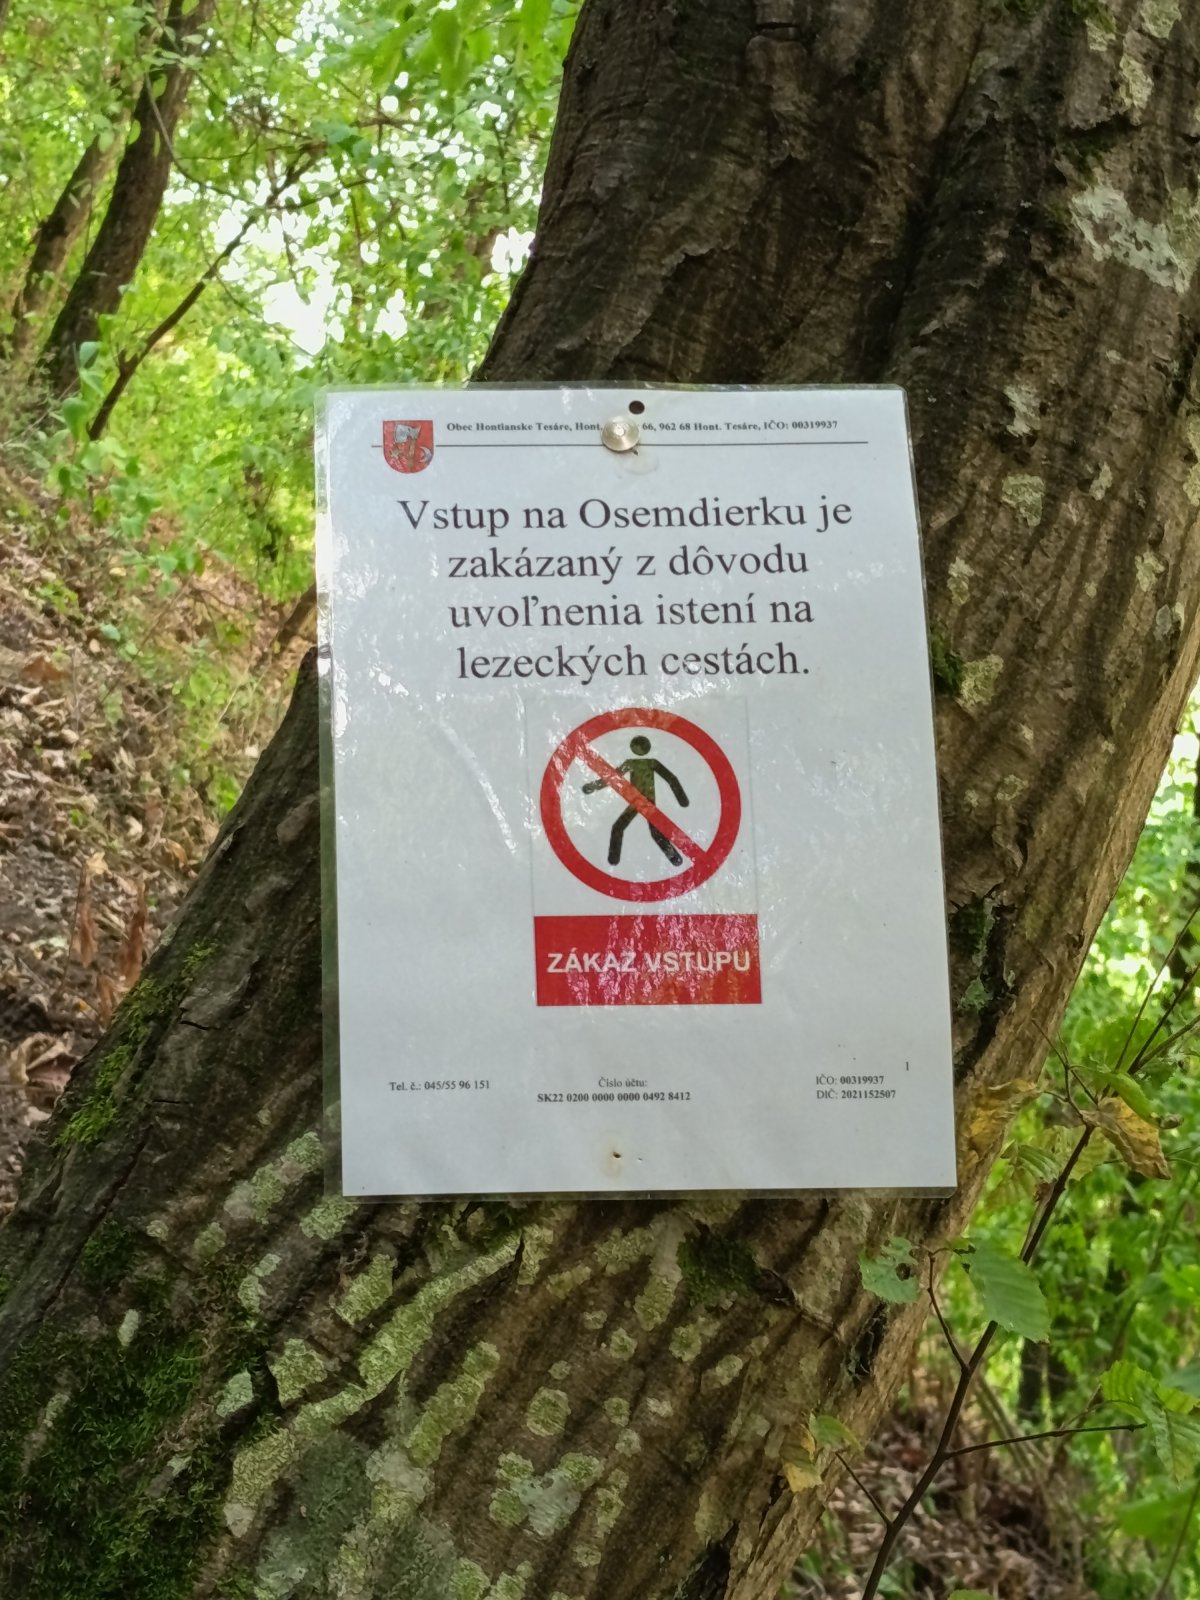 Obec Hontianske Tesáre, Hont. 66, 962 68 Hont. Tesáre, IČO: 00319937
Vstup na Osemdierku je
zakázaný z dôvodu
uvoľnenia istení na
lezeckých cestách.
ZÁKAZ VSTUPU
1
Tel. č.: 045/55 96 151
Číslo účtu:
SK22 0200 0000 0000 0492 8412
IČO: 00319937
DIČ: 2021152507